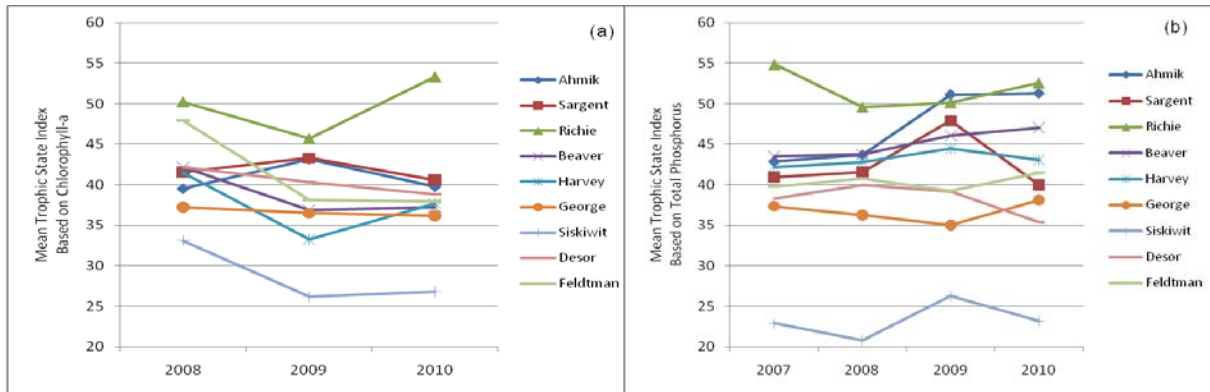 (a)
Mean Trophic State Index
Based on Chlorophyll-a
60
55
50
45
40
35
30
25
20
2008
2009
2010
Ahmik
Sargent
Richie
Beaver
Harvey
George
Siskiwit
Desor
Feldtman
(b)
Mean Trophic State Index
Based on Total Phosphorus
60
55
50
45
40
35
30
25
20
2007
2008
2009
2010
Ahmik
Sargent
Richie
Beaver
Harvey
George
Siskiwit
Desor
Feldtman